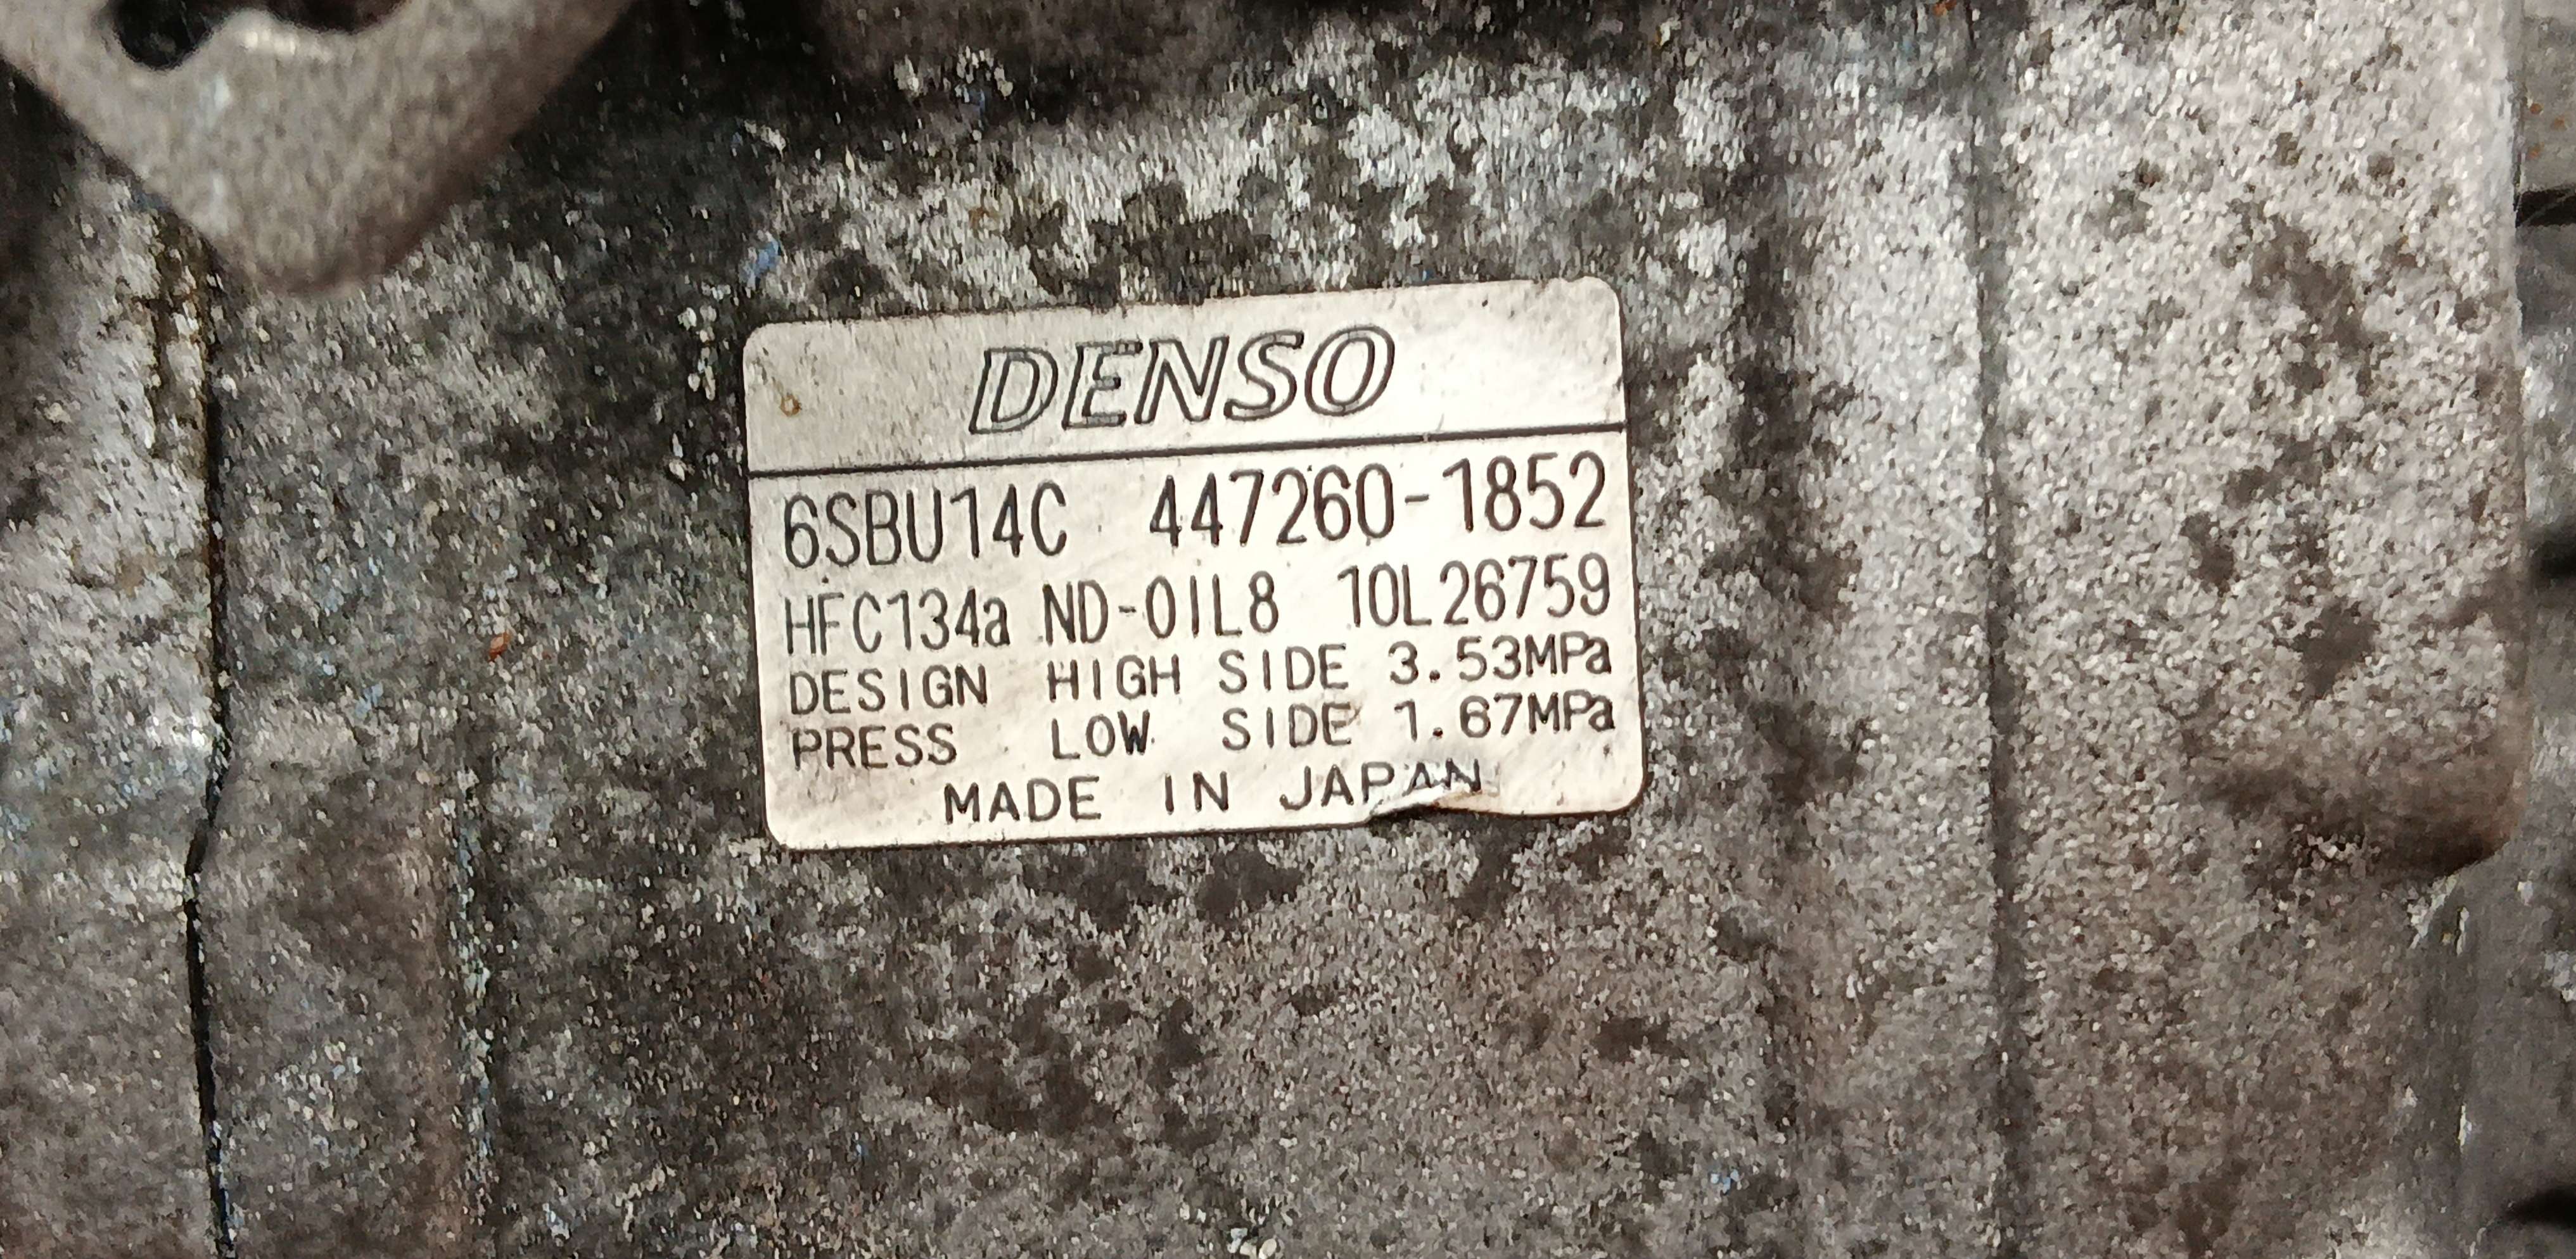 DENSO
6SBU14C 447260-1852
HFC134a ND-OIL8 10L26759
DESIGN HIGH SIDE 3.53MPa
PRESS LOW SIDE 1.67MPa
MADE IN JAPAN